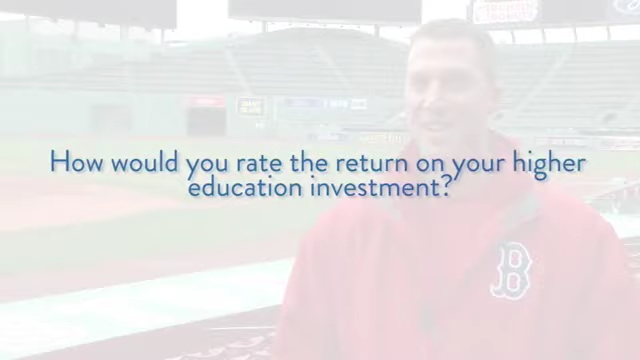 How would you rate the return on your higher
education investment?
B